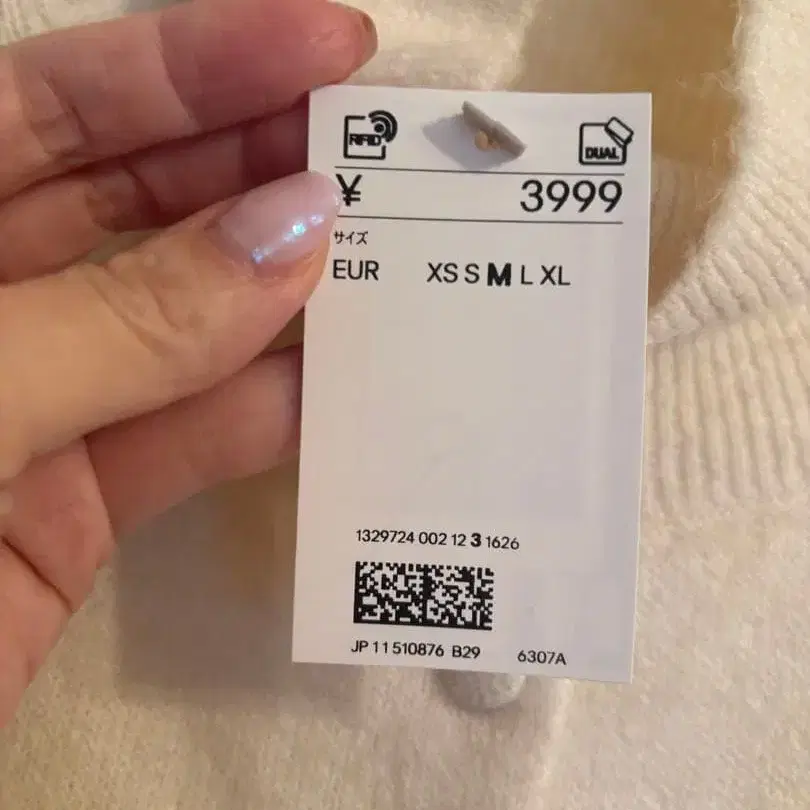 RFID
DUAL
¥ 3999
サイズ
EUR XS S M L XL
1329724 002 12 3 1626
JP 11 510876 B29 6307A